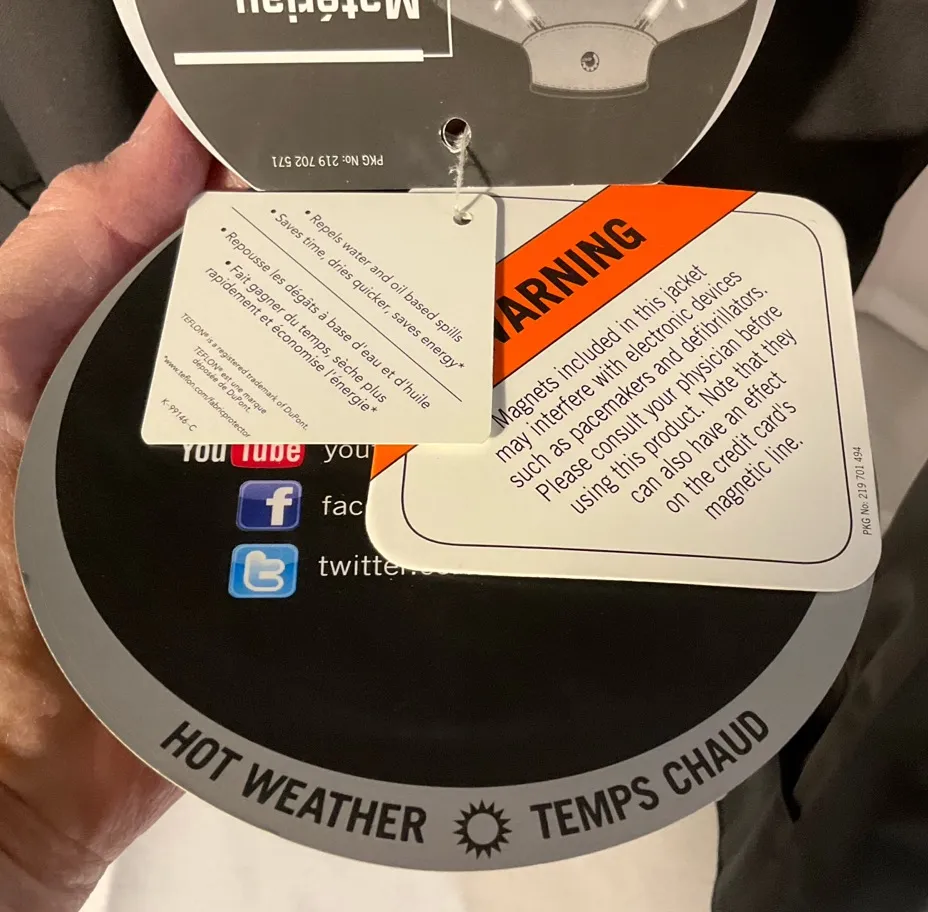 Matériau
PKG No: 219 702 571
• Repels water and oil based spills
• Saves time, dries quicker, saves energy*
• Repousse les dégâts à base d'eau et d'huile
• Fait gagner du temps, sèche plus
rapidement et économise l'énergie*
TEFLON® is a registered trademark of DuPont.
TEFLON® est une marque
déposée de DuPont.
*www.teflon.com/fabricprotector
K-99146-C
WARNING
Magnets included in this jacket
may interfere with electronic devices
such as pacemakers and defibrillators.
Please consult your physician before
using this product. Note that they
can also have an effect
on the credit card's
magnetic line.
PKG No: 219 701 494
You Tube you
f fac
t twitter.
HOT WEATHER TEMPS CHAUD